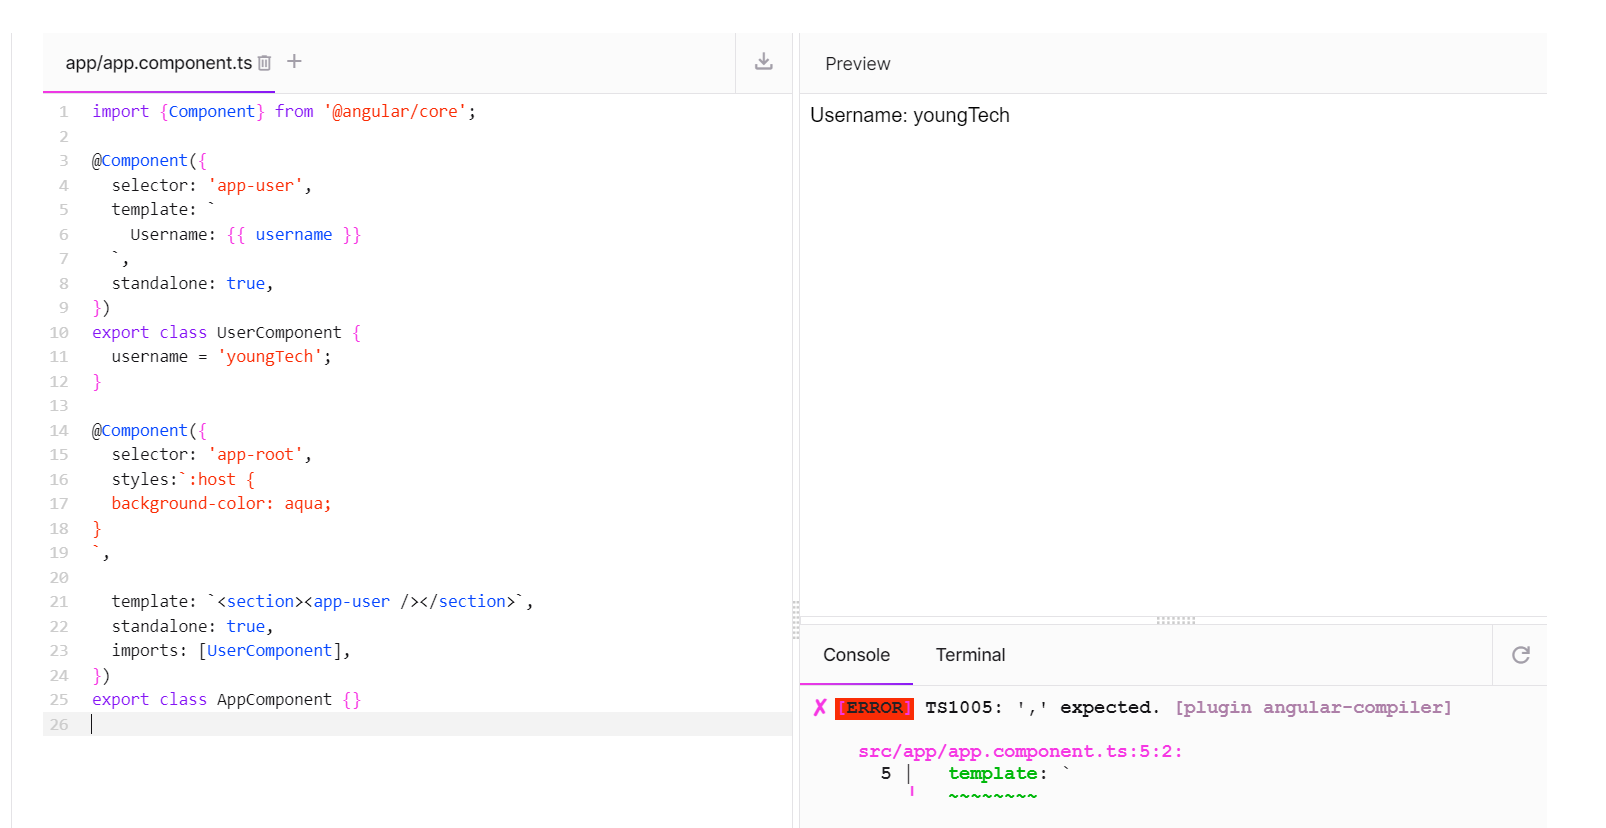 app/app.component.ts
1 import {Component} from '@angular/core';
2
3 @Component({
4 selector: 'app-user',
5 template: `
6 Username: {{ username }}
7 `,
8 standalone: true,
9 })
10 export class UserComponent {
11 username = 'youngTech';
12 }
13
14 @Component({
15 selector: 'app-root',
16 styles:`:host {
17 background-color: aqua;
18 }
19 `,
20
21 template: `<section><app-user /></section>`,
22 standalone: true,
23 imports: [UserComponent],
24 })
25 export class AppComponent {}
26
Preview
Username: youngTech
Console Terminal
✗ [ERROR] TS1005: ',' expected. [plugin angular-compiler]
src/app/app.component.ts:5:2:
5 │ template: `
╵ ~~~~~~~~